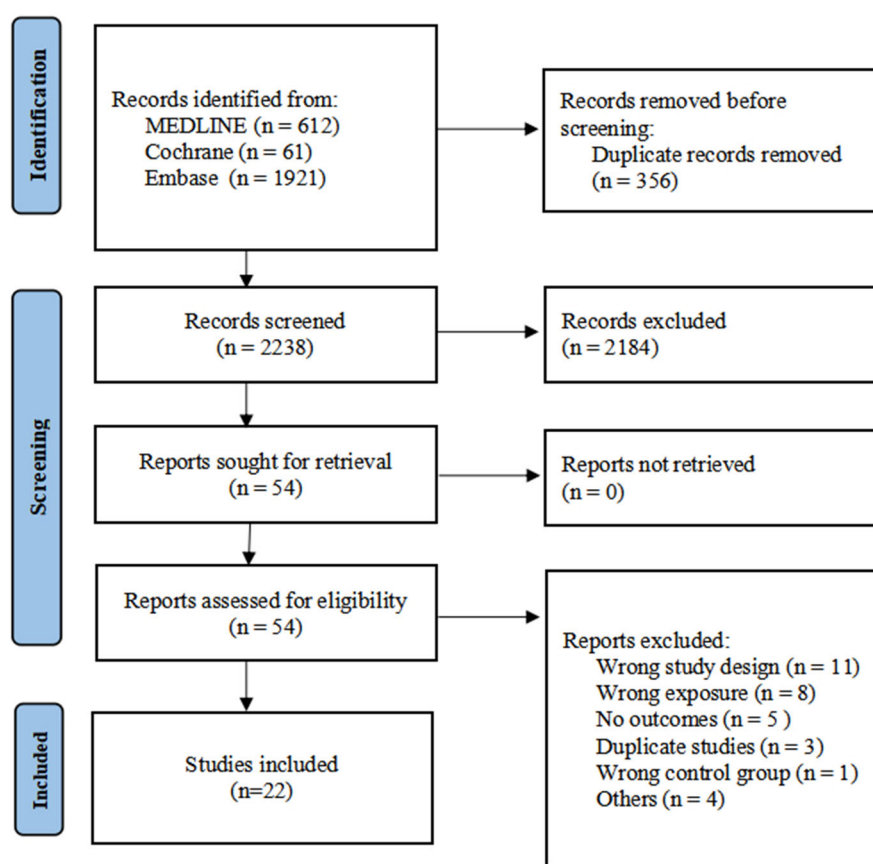 Identification
Records identified from:
MEDLINE (n = 612)
Cochrane (n = 61)
Embase (n = 1921)
Records removed before
screening:
Duplicate records removed
(n = 356)
Screening
Records screened
(n = 2238)
Records excluded
(n = 2184)
Reports sought for retrieval
(n = 54)
Reports not retrieved
(n = 0)
Reports assessed for eligibility
(n = 54)
Reports excluded:
Wrong study design (n = 11)
Wrong exposure (n = 8)
No outcomes (n = 5 )
Duplicate studies (n = 3)
Wrong control group (n = 1)
Others (n = 4)
Included
Studies included
(n=22)